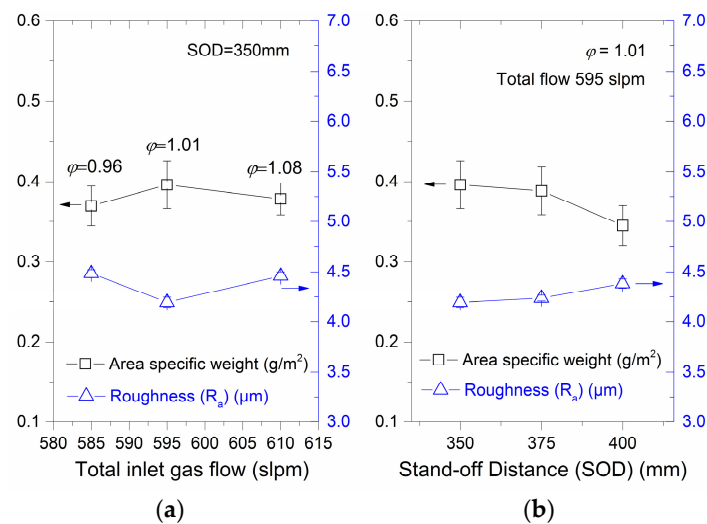 0.6
0.5
0.4
0.3
0.2
0.1
SOD=350mm
φ=0.96
φ=1.01
φ=1.08
Area specific weight (g/m²)
Roughness (Rₐ) (µm)
7.0
6.5
6.0
5.5
5.0
4.5
4.0
4.5
3.5
3.0
580 585 590 595 600 605 610 615
Total inlet gas flow (slpm)
(a)
0.6
0.5
0.4
0.3
0.2
0.1
φ = 1.01
Total flow 595 slpm
Area specific weight (g/m²)
Roughness (Rₐ) (µm)
7.0
6.5
6.0
5.5
5.0
4.5
4.0
4.5
3.5
3.0
350 375 400
Stand-off Distance (SOD) (mm)
(b)